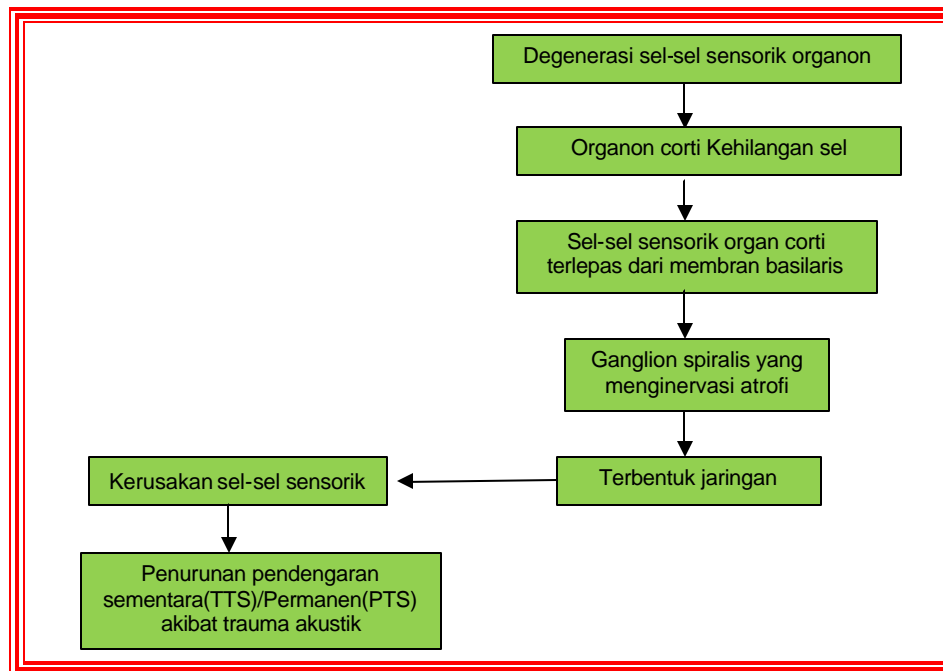 Degenerasi sel-sel sensorik organon
Organon corti Kehilangan sel
Sel-sel sensorik organ corti
terlepas dari membran basilaris
Ganglion spiralis yang
menginervasi atrofi
Terbentuk jaringan
Kerusakan sel-sel sensorik
Penurunan pendengaran
sementara(TTS)/Permanen(PTS)
akibat trauma akustik